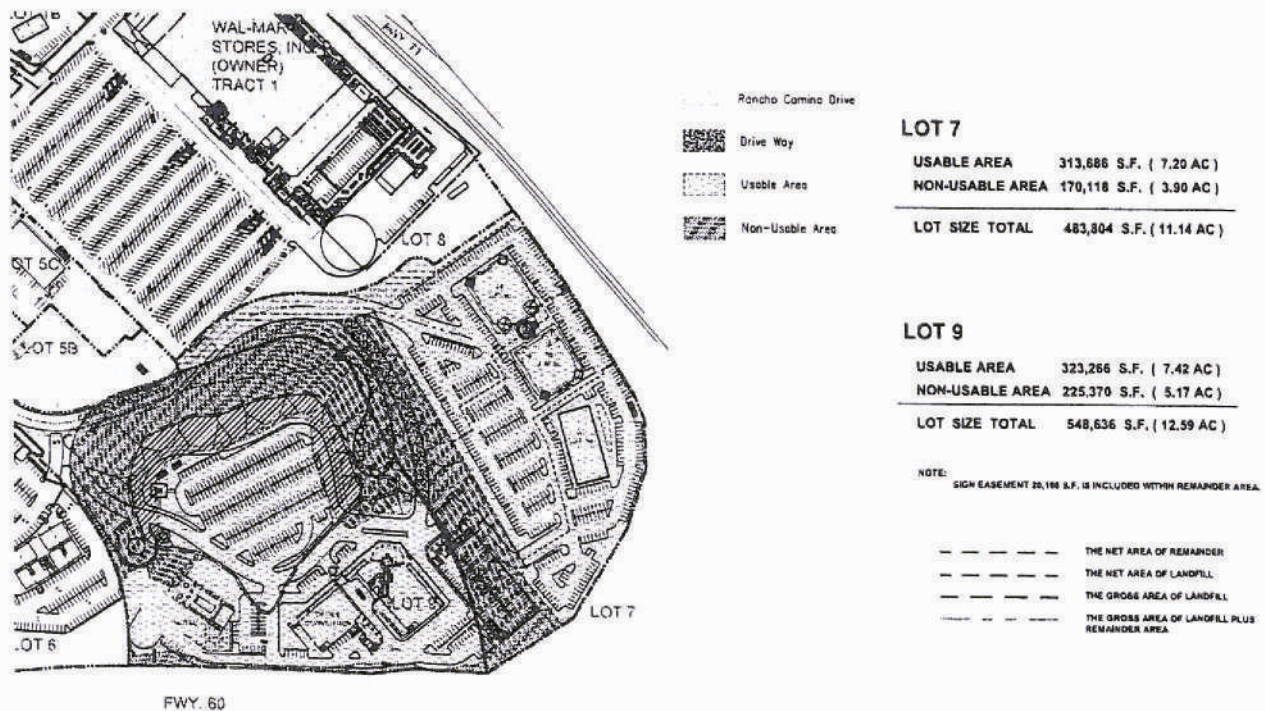 WAL-MART
STORES, INC.
(OWNER)
TRACT 1
FWY 71
LOT 8
LOT 5C
LOT 5B
LOT 9
LOT 7
LOT 6
FWY. 60
Rancho Camino Drive
Drive Way
Usable Area
Non-Usable Area
LOT 7
USABLE AREA 313,686 S.F. ( 7.20 AC )
NON-USABLE AREA 170,118 S.F. ( 3.90 AC )
LOT SIZE TOTAL 483,804 S.F. ( 11.14 AC )
LOT 9
USABLE AREA 323,266 S.F. ( 7.42 AC )
NON-USABLE AREA 225,370 S.F. ( 5.17 AC )
LOT SIZE TOTAL 548,636 S.F. ( 12.59 AC )
NOTE:
SIGN EASEMENT S.F. IS INCLUDED WITHIN REMAINDER AREA.
THE NET AREA OF REMAINDER
THE NET AREA OF LANDFILL
THE GROSS AREA OF LANDFILL
THE GROSS AREA OF LANDFILL PLUS
REMAINDER AREA